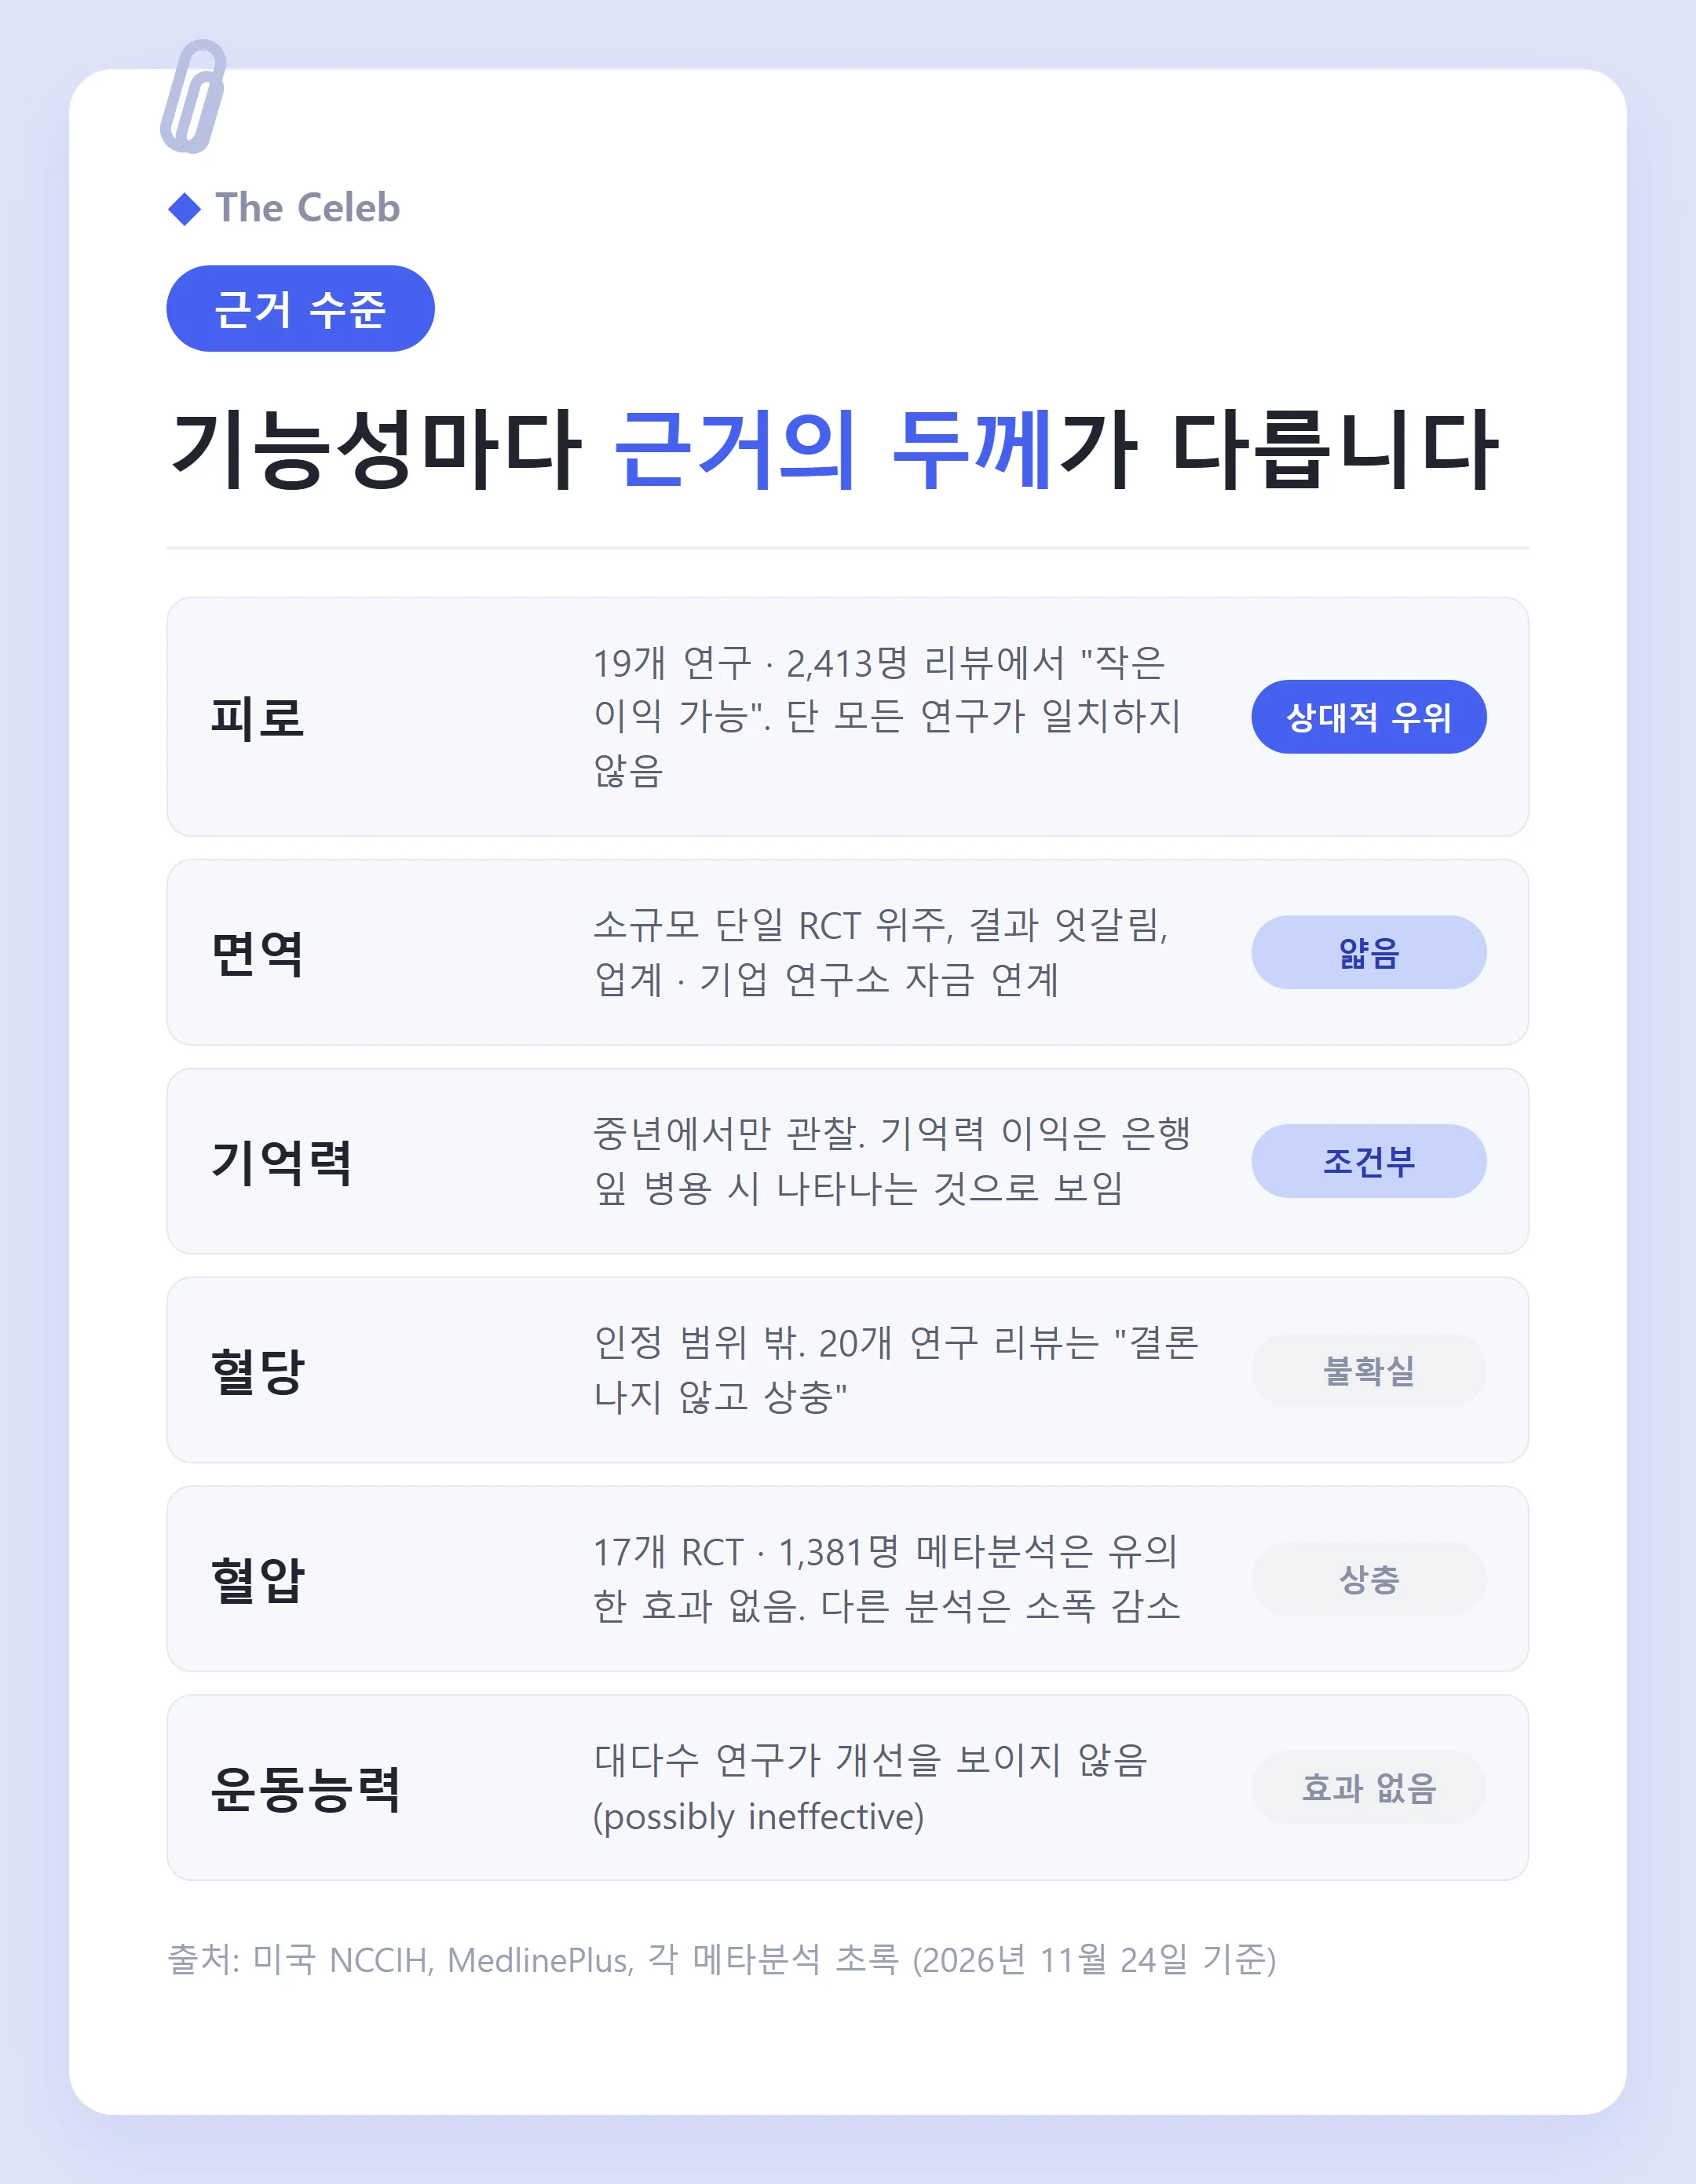 The Celeb
근거 수준
기능성마다 근거의 두께가 다릅니다
피로
19개 연구 · 2,413명 리뷰에서 "작은
이익 가능". 단 모든 연구가 일치하지
않음
상대적 우위
면역
소규모 단일 RCT 위주, 결과 엇갈림,
업계 · 기업 연구소 자금 연계
얇음
기억력
중년에서만 관찰. 기억력 이익은 은행
잎 병용 시 나타나는 것으로 보임
조건부
혈당
인정 범위 밖. 20개 연구 리뷰는 "결론
나지 않고 상충"
불확실
혈압
17개 RCT · 1,381명 메타분석은 유의
한 효과 없음. 다른 분석은 소폭 감소
상충
운동능력
대다수 연구가 개선을 보이지 않음
(possibly ineffective)
효과 없음
출처: 미국 NCCIH, MedlinePlus, 각 메타분석 초록 (2026년 11월 24일 기준)